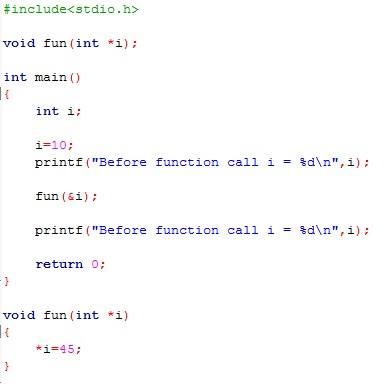 #include<stdio.h>
void fun(int *i);
int main()
{
int i;
i=10;
printf("Before function call i = %d\n",i);
fun(&i);
printf("Before function call i = %d\n",i);
return 0;
}
void fun(int *i)
{
*i=45;
}